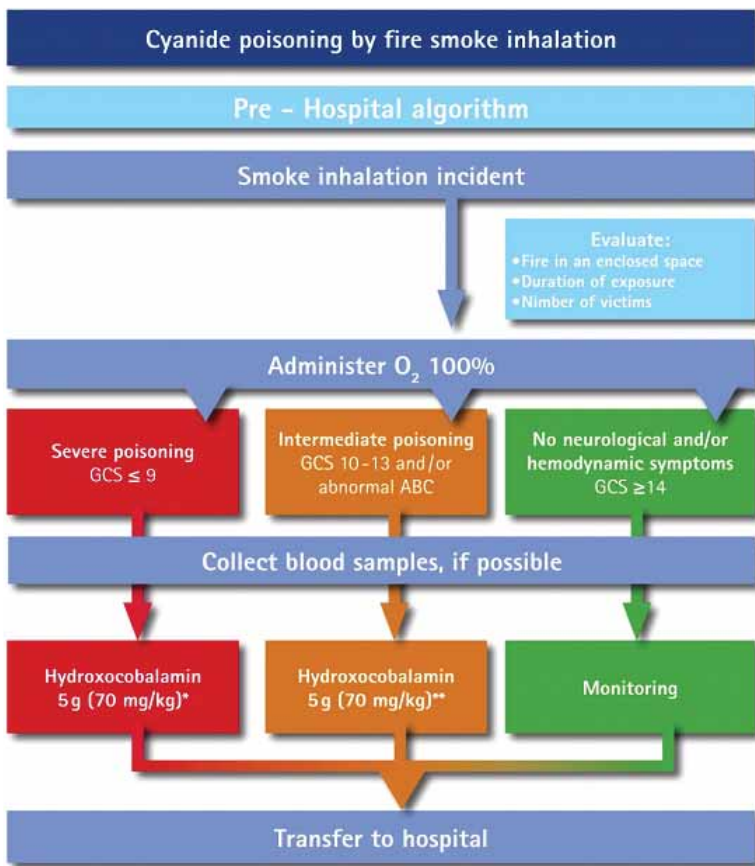 Cyanide poisoning by fire smoke inhalation
Pre - Hospital algorithm
Smoke inhalation incident
Evaluate:
•Fire in an enclosed space
•Duration of exposure
•Nimber of victims
Administer O₂ 100%
Severe poisoning
GCS ≤ 9
Intermediate poisoning
GCS 10-13 and/or
abnormal ABC
No neurological and/or
hemodynamic symptoms
GCS ≥14
Collect blood samples, if possible
Hydroxocobalamin
5g (70 mg/kg)*
Hydroxocobalamin
5g (70 mg/kg)**
Monitoring
Transfer to hospital